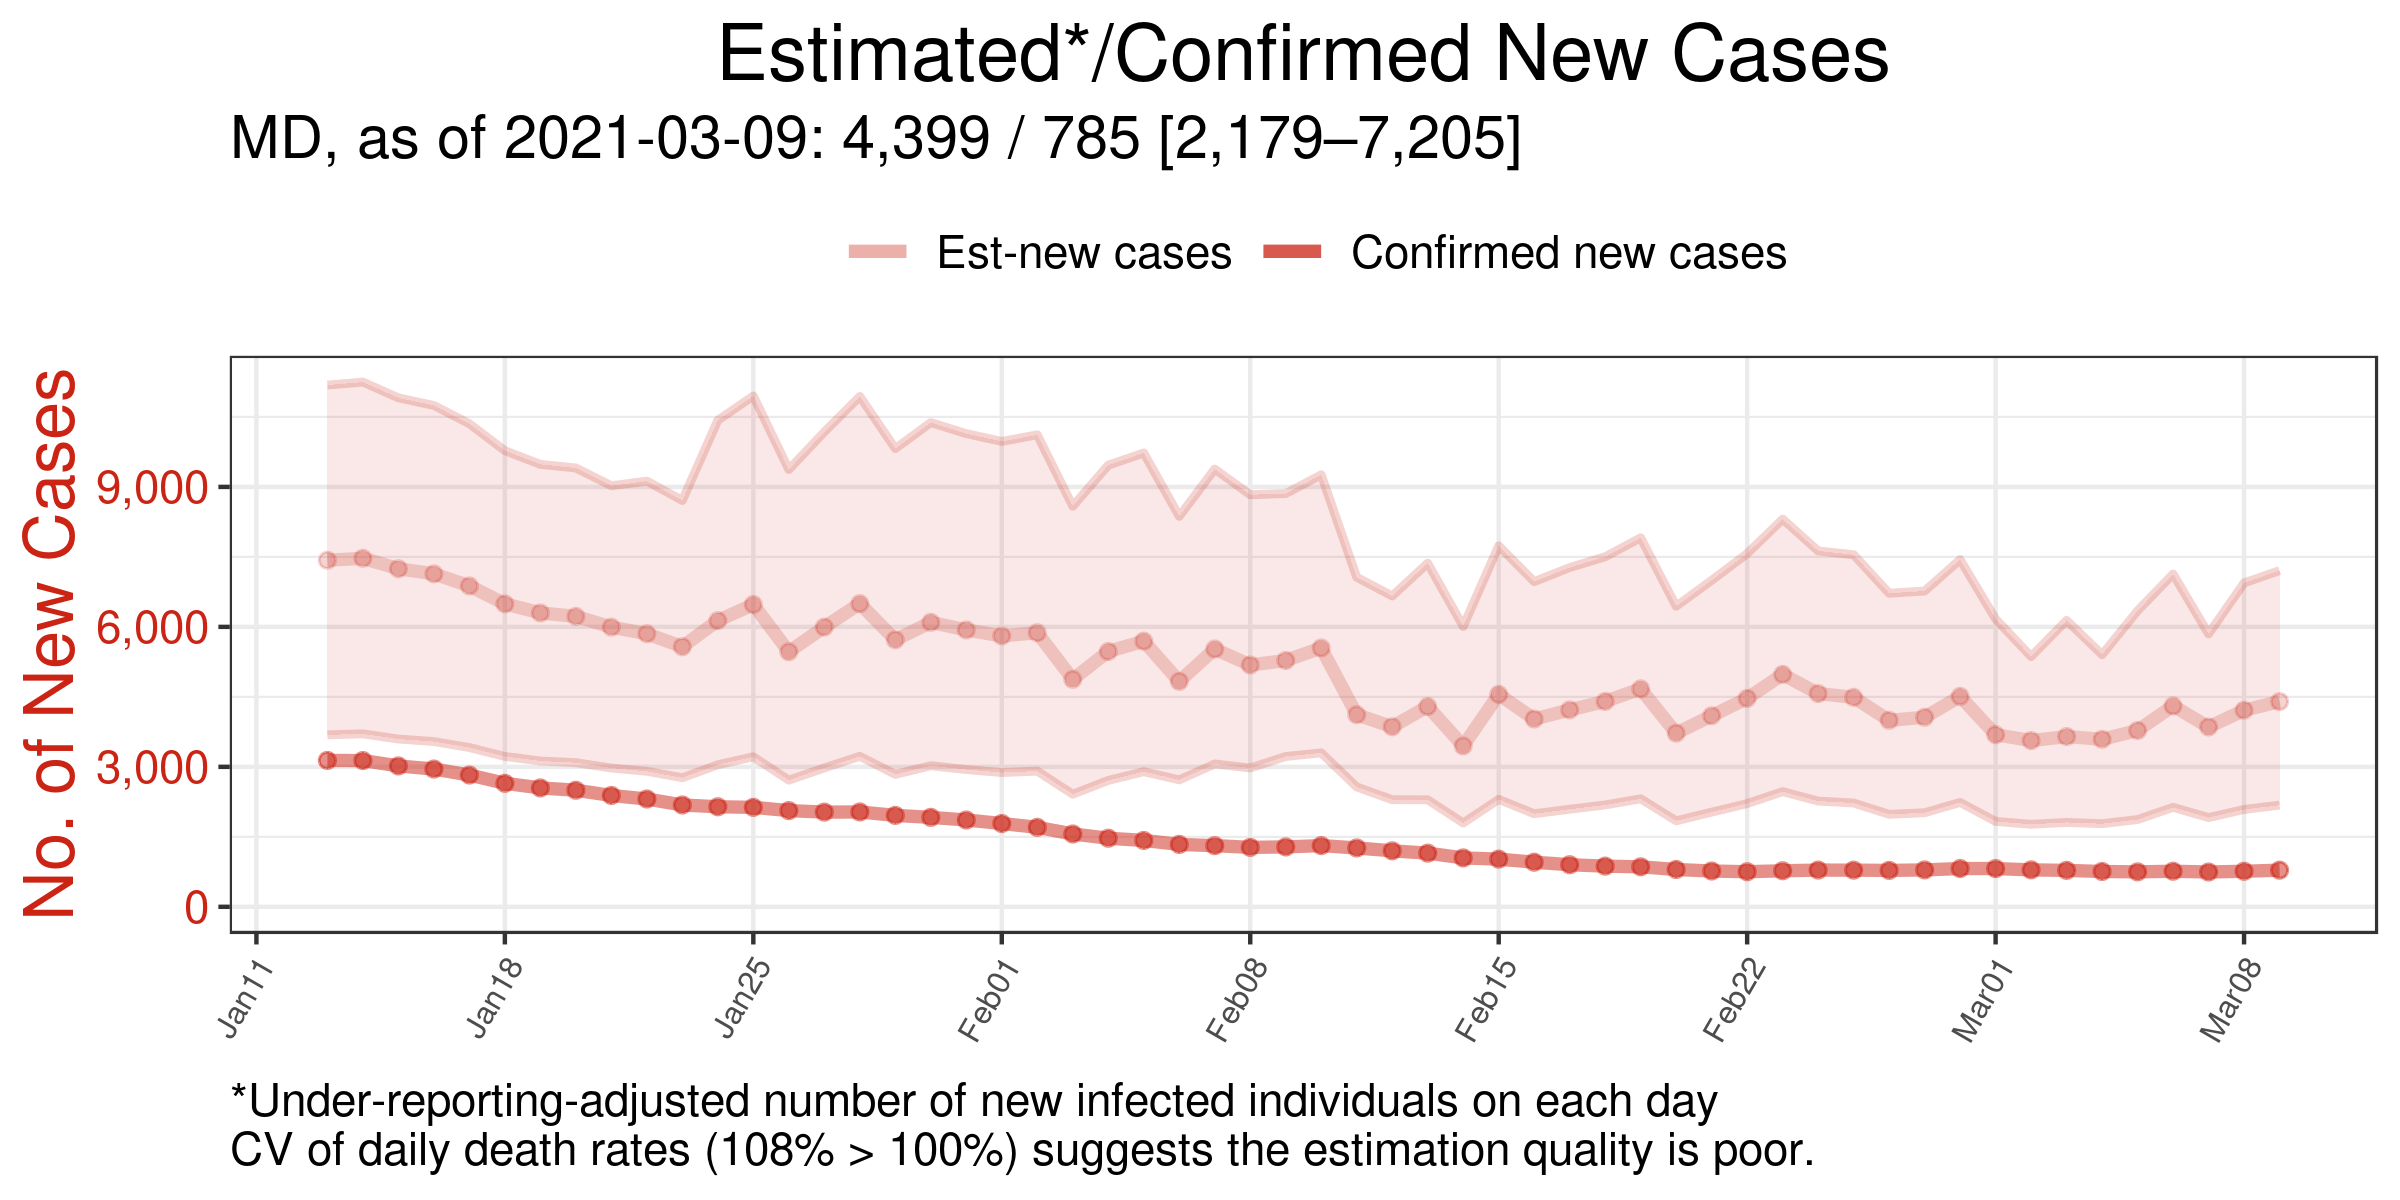 Estimated*/Confirmed New Cases
MD, as of 2021-03-09: 4,399 / 785 [2,179–7,205]
Est-new cases
Confirmed new cases
No. of New Cases
9,000
6,000
3,000
0
Jan11
Jan18
Jan25
Feb01
Feb08
Feb15
Feb22
Mar01
Mar08
*Under-reporting-adjusted number of new infected individuals on each day
CV of daily death rates (108% > 100%) suggests the estimation quality is poor.